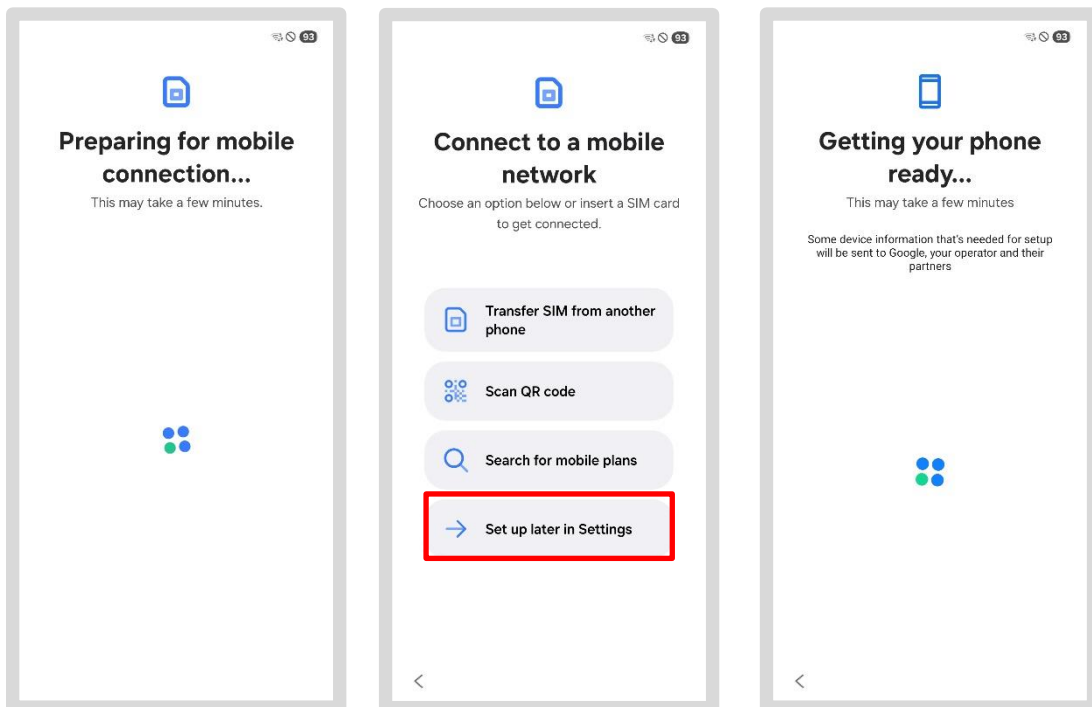 93
Preparing for mobile
connection...
This may take a few minutes.
93
Connect to a mobile
network
Choose an option below or insert a SIM card
to get connected.
Transfer SIM from another
phone
Scan QR code
Search for mobile plans
Set up later in Settings
93
Getting your phone
ready...
This may take a few minutes
Some device information that's needed for setup
will be sent to Google, your operator and their
partners